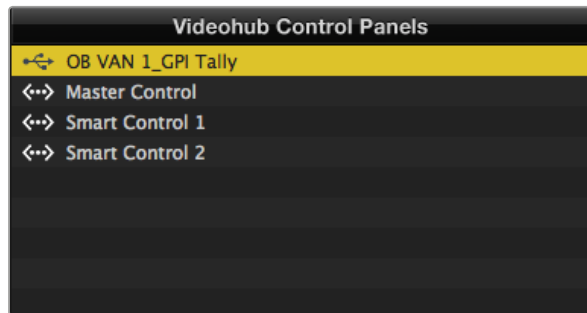 Videohub Control Panels
OB VAN 1_GPI Tally
Master Control
Smart Control 1
Smart Control 2